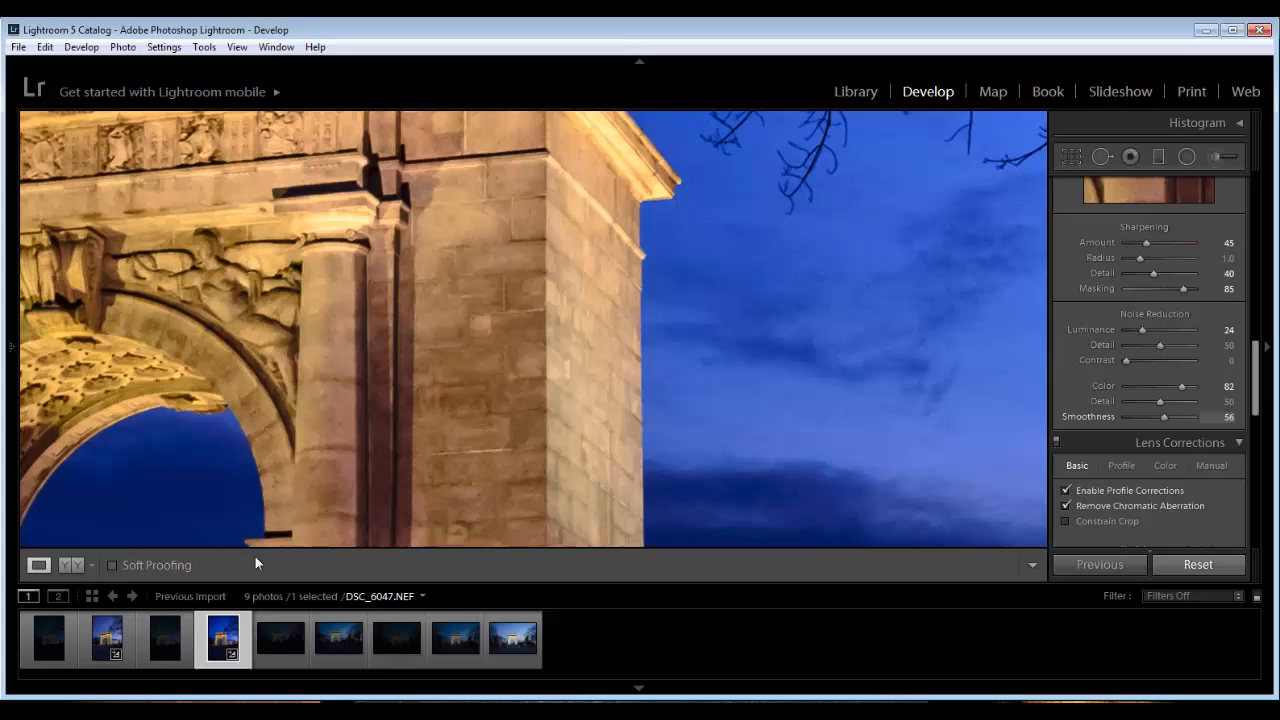 Lr Lightroom 5 Catalog - Adobe Photoshop Lightroom - Develop
File Edit Develop Photo Settings Tools View Window Help
Lr Get started with Lightroom mobile Library Develop Map Book Slideshow Print Web
Histogram
Sharpening
Amount 45
Radius 1.0
Detail 40
Masking 85
Noise Reduction
Luminance 24
Detail 50
Contrast 0
Color 82
Detail 50
Smoothness 56
Lens Corrections
Basic Profile Color Manual
Enable Profile Corrections
Remove Chromatic Aberration
Constrain Crop
YY Soft Proofing Previous Reset
1 2 Previous Import 9 photos /1 selected /DSC_6047.NEF Filter : Filters Off